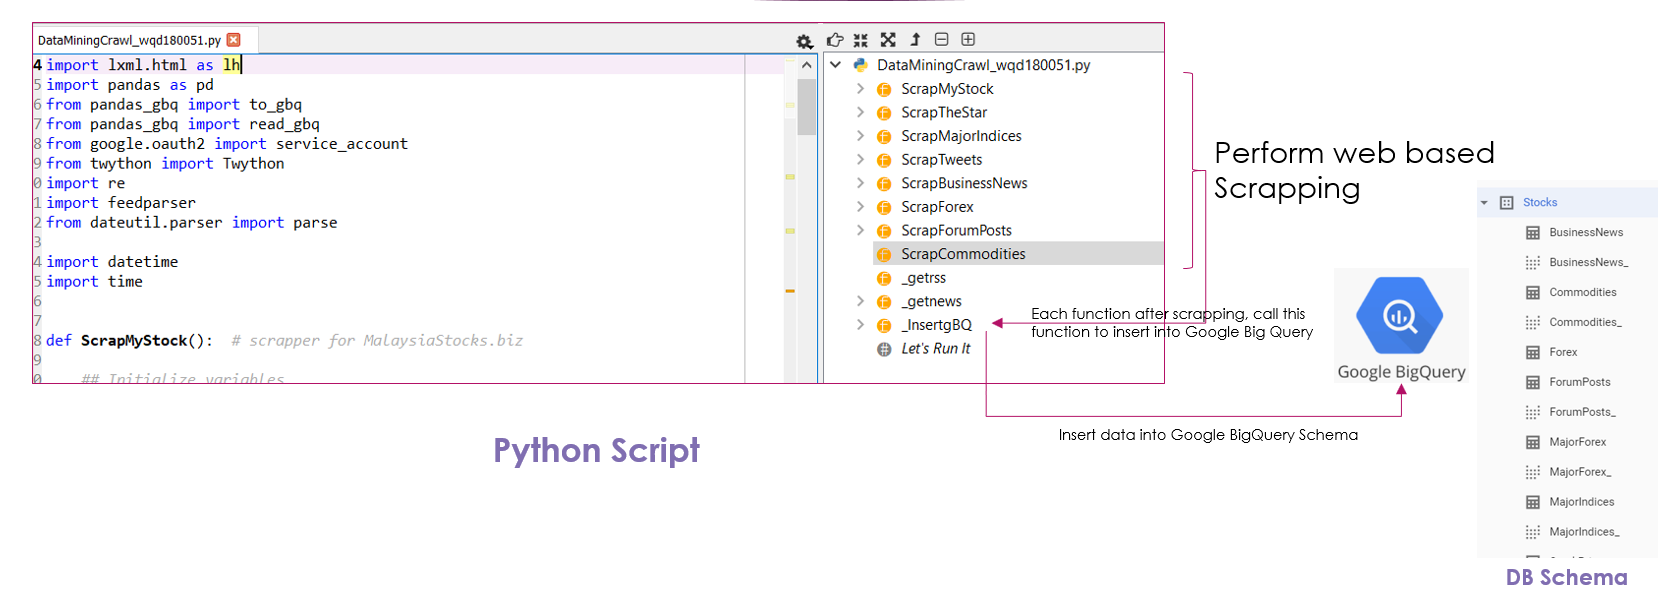 DataMiningCrawl_wqd180051.py
4 import lxml.html as lh
5 import pandas as pd
6 from pandas_gbq import to_gbq
7 from pandas_gbq import read_gbq
8 from google.oauth2 import service_account
9 from twython import Twython
0 import re
1 import feedparser
2 from dateutil.parser import parse
3
4 import datetime
5 import time
6
7
8 def ScrapMyStock():  # scrapper for MalaysiaStocks.biz
9
0 ## Initialize variables
DataMiningCrawl_wqd180051.py
ScrapMyStock
ScrapTheStar
ScrapMajorIndices
ScrapTweets
ScrapBusinessNews
ScrapForex
ScrapForumPosts
ScrapCommodities
_getrss
_getnews
_InsertgBQ
Let's Run It
Perform web based
Scrapping
Each function after scrapping, call this
function to insert into Google Big Query
Google BigQuery
Insert data into Google BigQuery Schema
Python Script
Stocks
BusinessNews
BusinessNews_
Commodities
Commodities_
Forex
ForumPosts
ForumPosts_
MajorForex
MajorForex_
MajorIndices
MajorIndices_
DB Schema